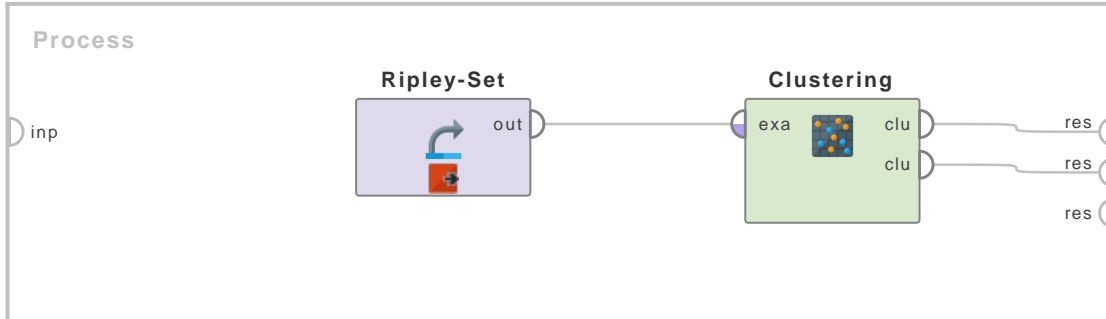 Process
Ripley-Set
Clustering
inp
out
exa
clu
res
clu
res
res